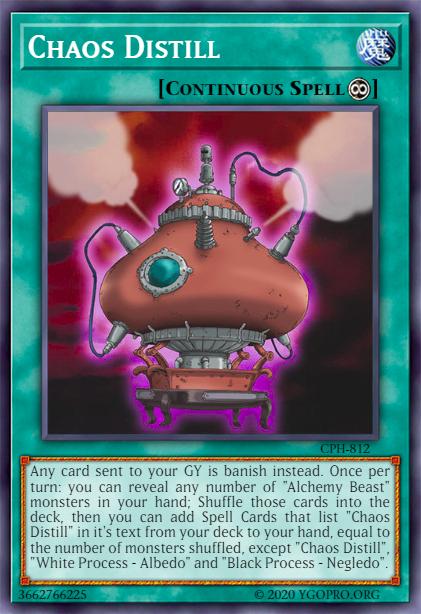 CHAOS DISTILL
魔
[CONTINUOUS SPELL]
CPH-812
Any card sent to your GY is banish instead. Once per
turn: you can reveal any number of "Alchemy Beast"
monsters in your hand; Shuffle those cards into the
deck, then you can add Spell Cards that list "Chaos
Distill" in it's text from your deck to your hand, equal to
the number of monsters shuffled, except "Chaos Distill",
"White Process - Albedo" and "Black Process - Negledo".
3662766225
© 2020 YGOPRO.ORG